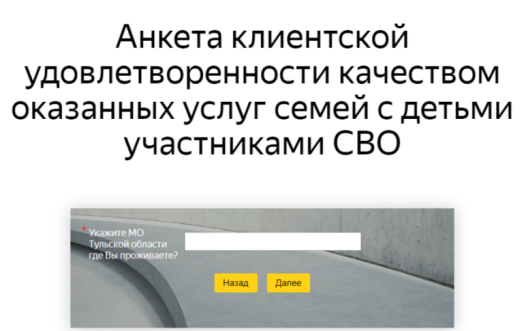 Анкета клиентской
удовлетворенности качеством
оказанных услуг семей с детьми
участниками СВО
* Укажите МО
Тульской области
где Вы проживаете?
Назад Далее